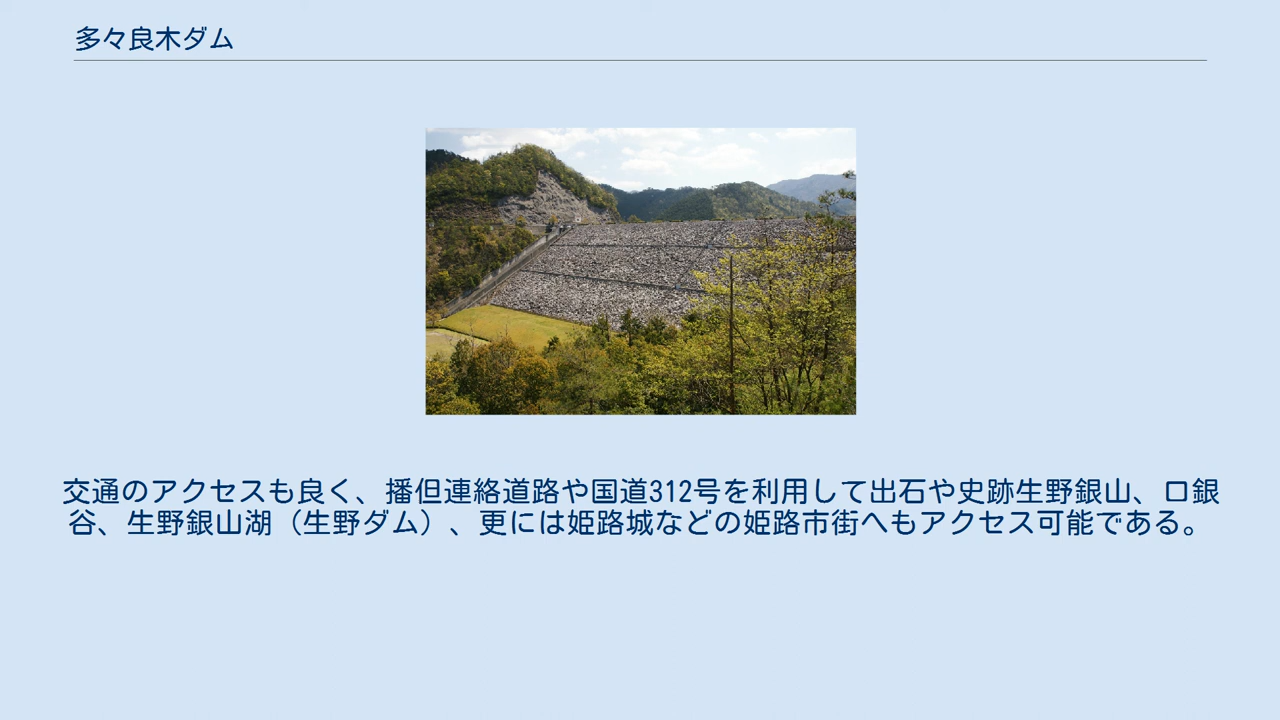 多々良木ダム
交通のアクセスも良く、播但連絡道路や国道312号を利用して出石や史跡生野銀山、口銀
谷、生野銀山湖（生野ダム）、更には姫路城などの姫路市街へもアクセス可能である。